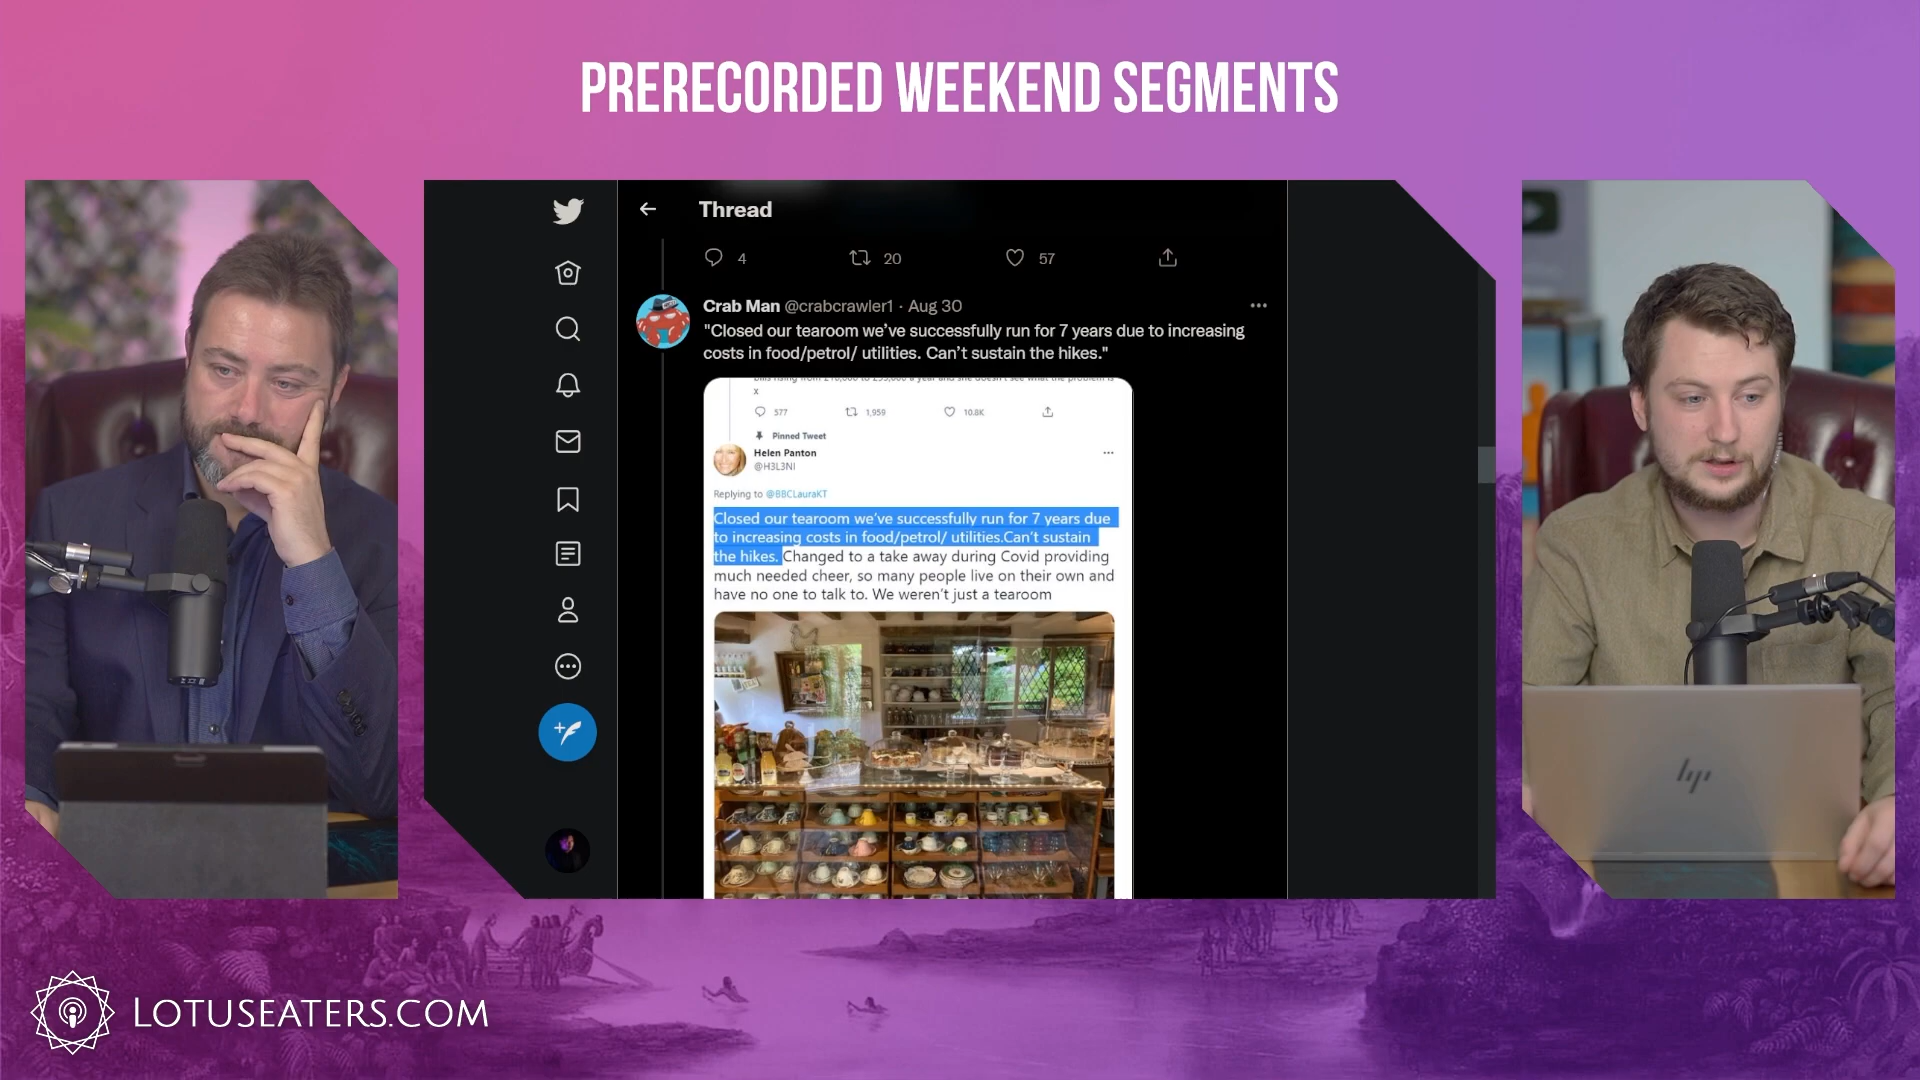 PRERECORDED WEEKEND SEGMENTS
Thread
4
20
57
Crab Man @crabcrawler1 · Aug 30
"Closed our tearoom we've successfully run for 7 years due to increasing
costs in food/petrol/ utilities. Can't sustain the hikes."
x
577
1,959
10.8K
Pinned Tweet
Helen Panton
@H3L3NI
Replying to @BBCLauraKT
Closed our tearoom we've successfully run for 7 years due
to increasing costs in food/petrol/ utilities.Can't sustain
the hikes. Changed to a take away during Covid providing
much needed cheer, so many people live on their own and
have no one to talk to. We weren't just a tearoom
hp
LOTUSEATERS.COM